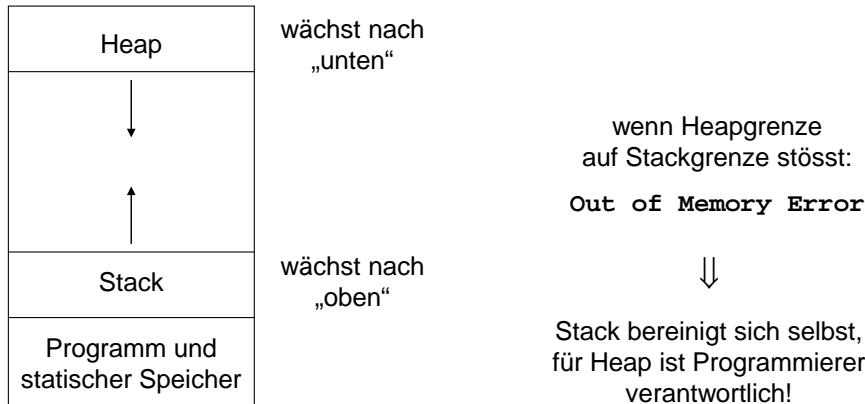 Heap
wächst nach
„unten“
wenn Heapgrenze
auf Stackgrenze stösst:
Out of Memory Error
Stack
wächst nach
„oben“
⇓
Programm und
statischer Speicher
Stack bereinigt sich selbst,
für Heap ist Programmierer
verantwortlich!